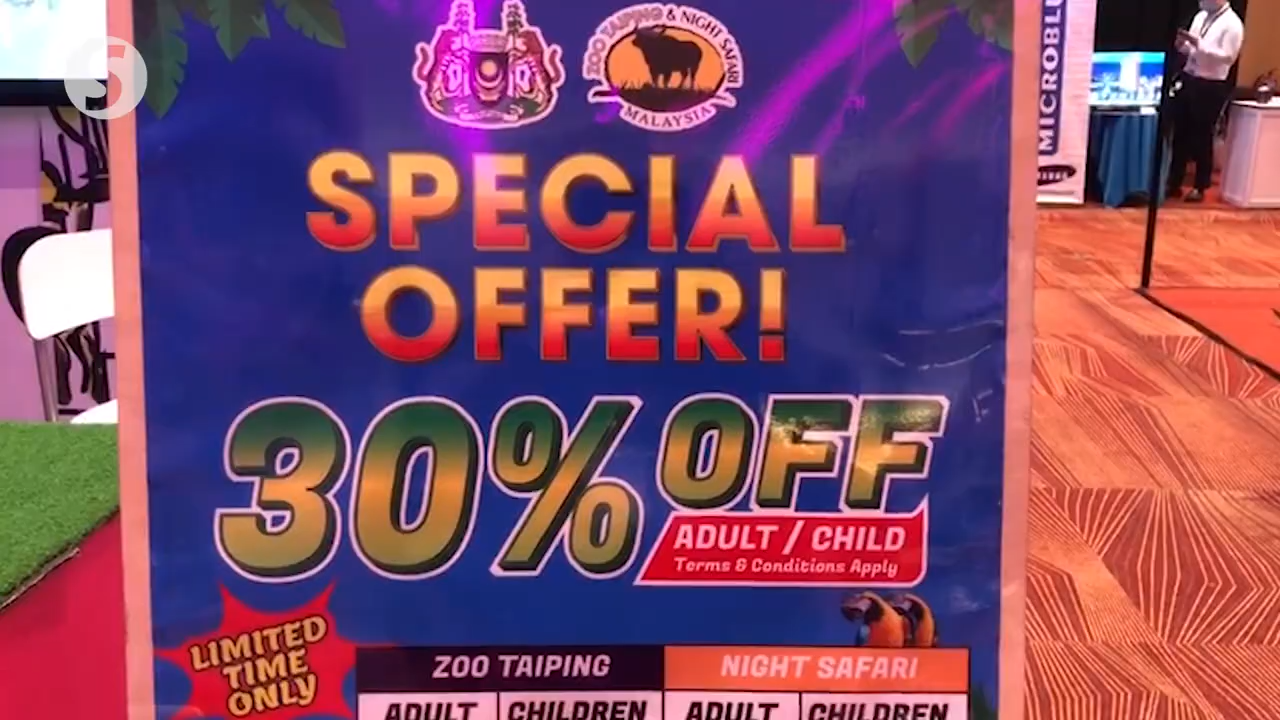 S
ZOO TAIPING & NIGHT SAFARI
MALAYSIA
SPECIAL
OFFER!
30% OFF
ADULT / CHILD
Terms & Conditions Apply
LIMITED
TIME
ONLY
ZOO TAIPING
NIGHT SAFARI
ADULT
CHILDREN
ADULT
CHILDREN